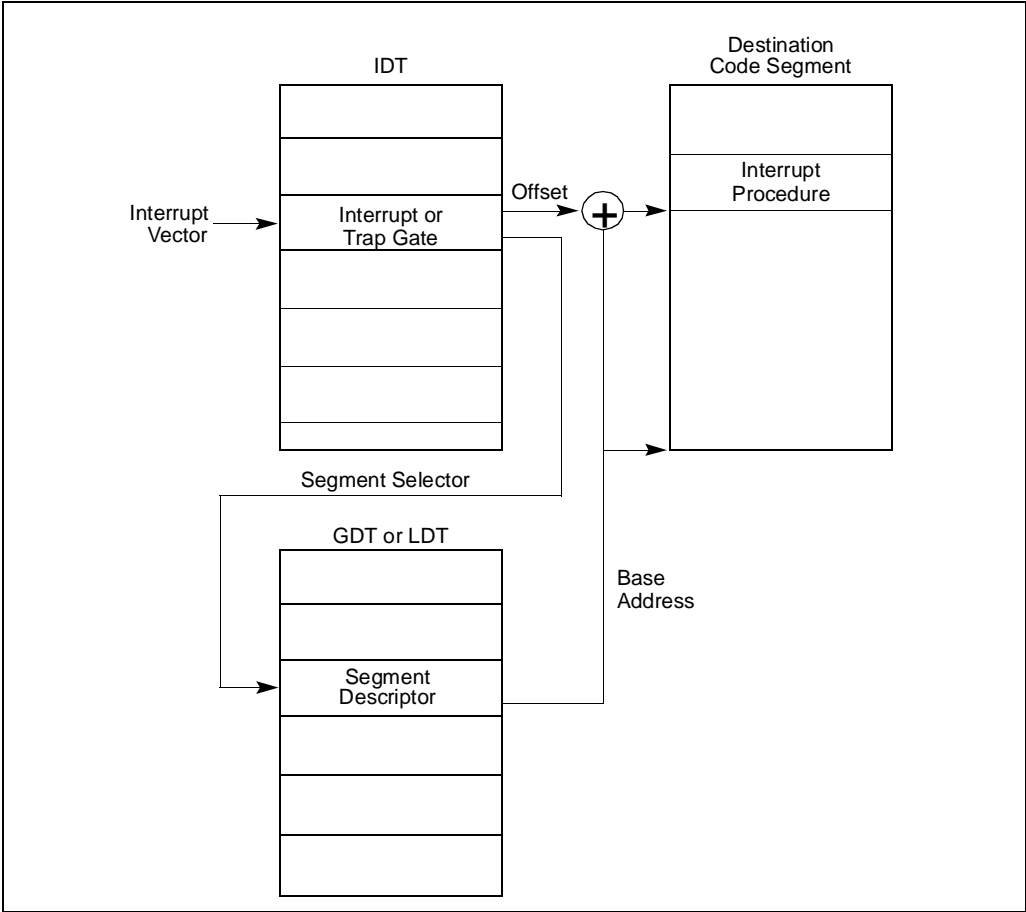 IDT
Destination
Code Segment
Interrupt
Vector
Interrupt or
Trap Gate
Offset
+
Interrupt
Procedure
Segment Selector
GDT or LDT
Segment
Descriptor
Base
Address